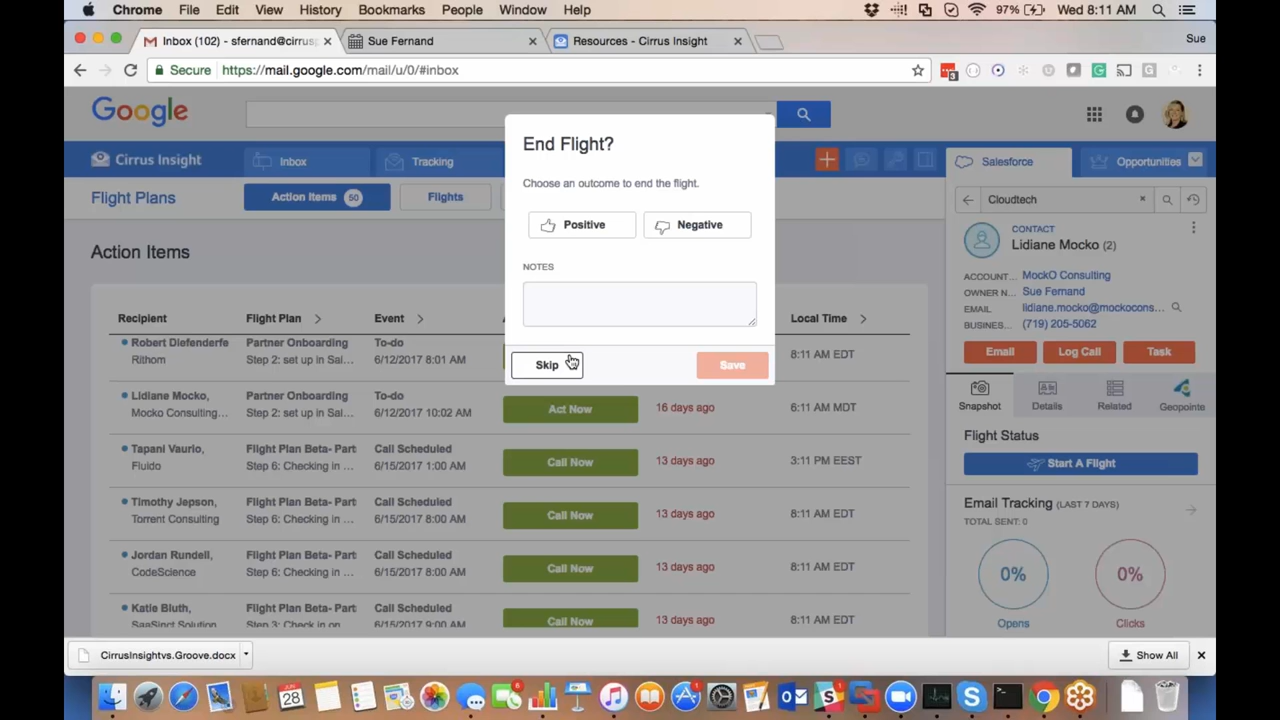 Chrome File Edit View History Bookmarks People Window Help 97% Wed 8:11 AM
Inbox (102) - sfernand@cirrusp Sue Fernand Resources - Cirrus Insight Sue
Secure https://mail.google.com/mail/u/0/#inbox 3
Google
Cirrus Insight Inbox Tracking Salesforce Opportunities
Flight Plans Action Items 50 Flights
Action Items
Recipient Flight Plan Event Local Time
Robert Diefenderfe Partner Onboarding To-do
Rithom Step 2: set up in Sal... 6/12/2017 8:01 AM 8:11 AM EDT
Lidiane Mocko, Partner Onboarding To-do
Mocko Consulting... Step 2: set up in Sal... 6/12/2017 10:02 AM Act Now 16 days ago 6:11 AM MDT
Tapani Vaurio, Flight Plan Beta- Part Call Scheduled
Fluido Step 6: Checking in ... 6/15/2017 1:00 AM Call Now 13 days ago 3:11 PM EEST
Timothy Jepson, Flight Plan Beta- Part Call Scheduled
Torrent Consulting Step 6: Checking in ... 6/15/2017 8:00 AM Call Now 13 days ago 8:11 AM EDT
Jordan Rundell, Flight Plan Beta- Part Call Scheduled
CodeScience Step 6: Checking in ... 6/15/2017 8:00 AM Call Now 13 days ago 8:11 AM EDT
Katie Bluth, Flight Plan Beta- Part Call Scheduled
SaaSinct Solution Step 3: Check in on 6/15/2017 9:00 AM Call Now 13 days ago 8:11 AM EDT
End Flight?
Choose an outcome to end the flight.
Positive Negative
NOTES
Skip Save
Cloudtech
CONTACT
Lidiane Mocko (2)
ACCOUNT... MockO Consulting
OWNER N... Sue Fernand
EMAIL lidiane.mocko@mockocons...
BUSINES... (719) 205-5062
Email Log Call Task
Snapshot Details Related Geopointe
Flight Status
Start A Flight
Email Tracking (LAST 7 DAYS)
TOTAL SENT: 0
0% 0%
Opens Clicks
CirrusInsightvs.Groove.docx Show All
JUN
28